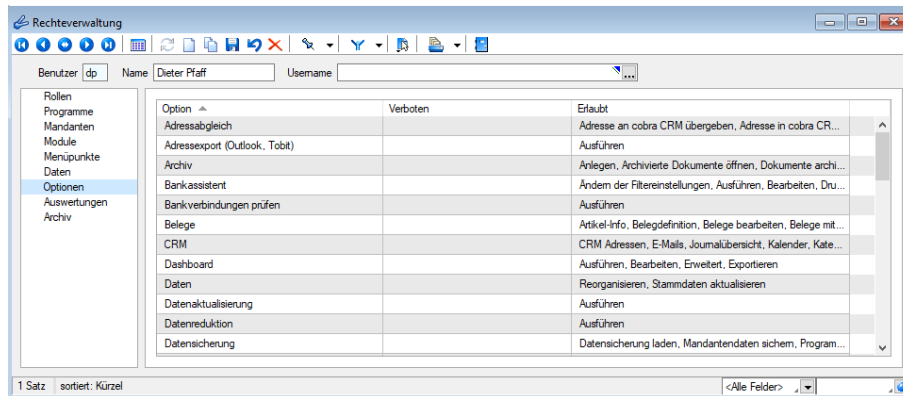 Rechteverwaltung
Benutzer dp Name Dieter Pfaff Username
Rollen
Programme
Mandanten
Module
Menüpunkte
Daten
Optionen
Auswertungen
Archiv
Option Verboten Erlaubt
Adressabgleich Adresse an cobra CRM übergeben, Adresse in cobra CR...
Adressexport (Outlook, Tobit) Ausführen
Archiv Anlegen, Archivierte Dokumente öffnen, Dokumente archi...
Bankassistent Ändern der Filtereinstellungen, Ausführen, Bearbeiten, Dru...
Bankverbindungen prüfen Ausführen
Belege Artikel-Info, Belegdefinition, Belege bearbeiten, Belege mit...
CRM CRM Adressen, E-Mails, Journalübersicht, Kalender, Kate...
Dashboard Ausführen, Bearbeiten, Erweitert, Exportieren
Daten Reorganisieren, Stammdaten aktualisieren
Datenaktualisierung Ausführen
Datenreduktion Ausführen
Datensicherung Datensicherung laden, Mandantendaten sichern, Program...
1 Satz sortiert: Kürzel <Alle Felder>